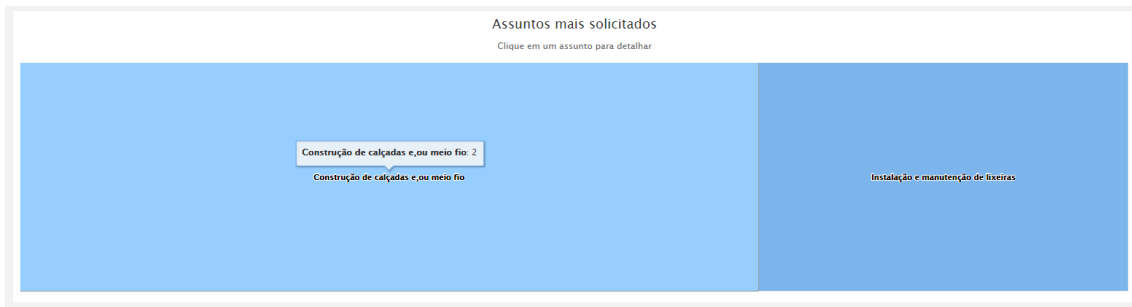 Assuntos mais solicitados
Clique em um assunto para detalhar
Construção de calçadas e,ou meio fio: 2
Construção de calçadas e,ou meio fio
Instalação e manutenção de lixeiras